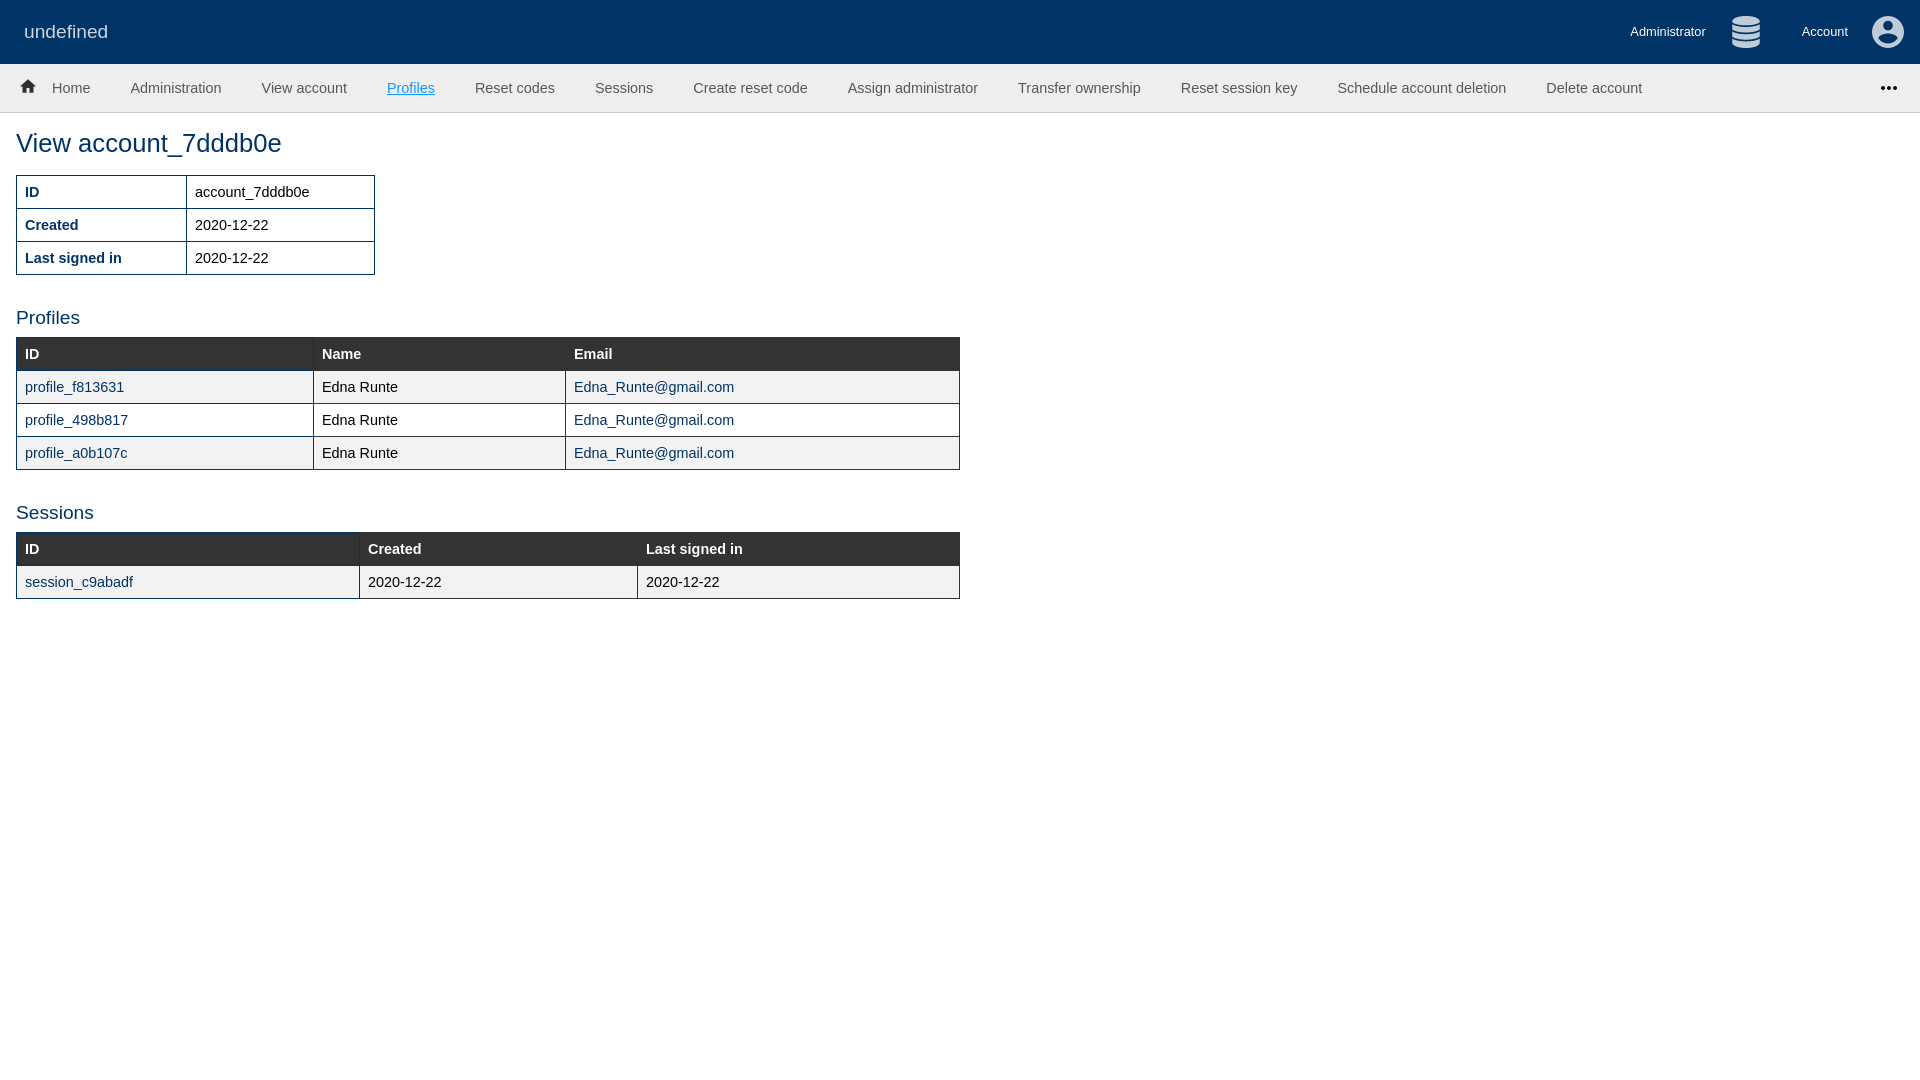 undefined
Administrator
Account
Home Administration View account Profiles Reset codes Sessions Create reset code Assign administrator Transfer ownership Reset session key Schedule account deletion Delete account
View account_7dddb0e
ID account_7dddb0e
Created 2020-12-22
Last signed in 2020-12-22
Profiles
ID Name Email
profile_f813631 Edna Runte Edna_Runte@gmail.com
profile_498b817 Edna Runte Edna_Runte@gmail.com
profile_a0b107c Edna Runte Edna_Runte@gmail.com
Sessions
ID Created Last signed in
session_c9abadf 2020-12-22 2020-12-22